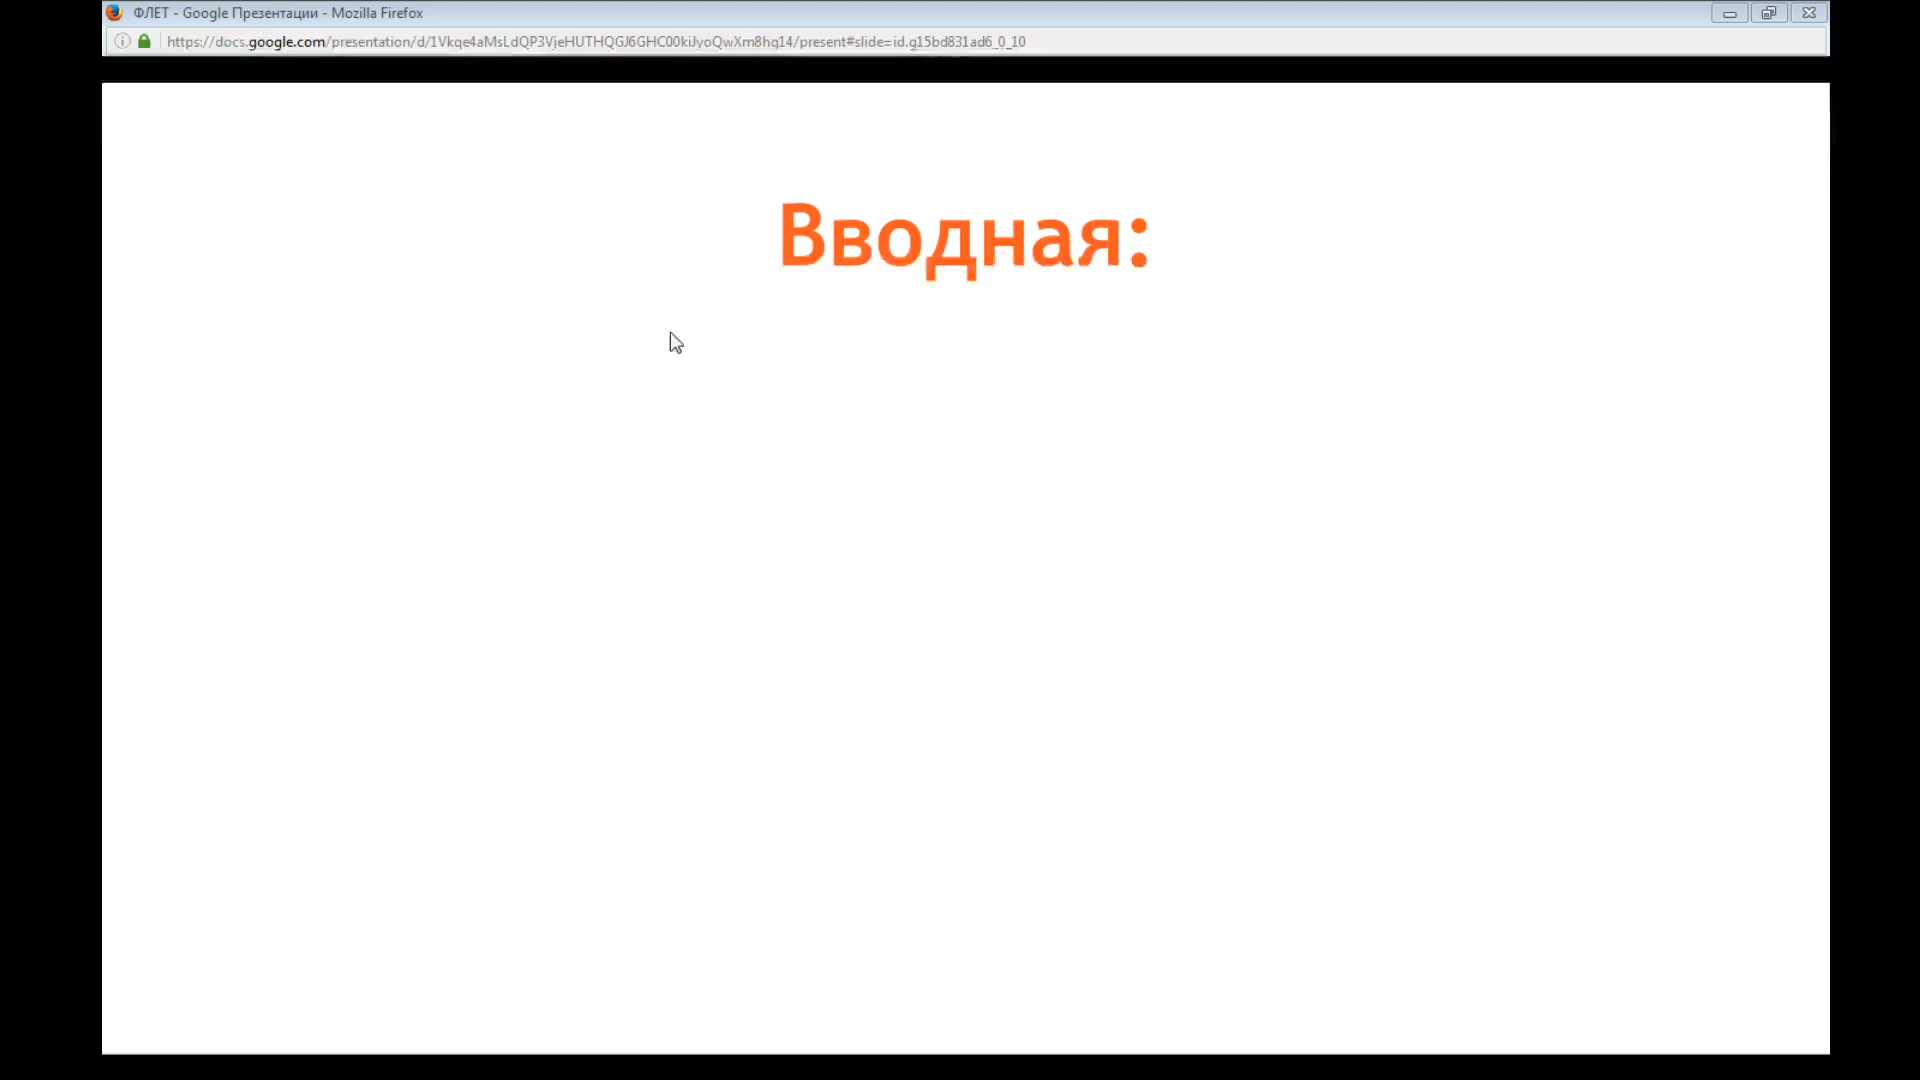 ФЛЕТ - Google Презентации - Mozilla Firefox
https://docs.google.com/presentation/d/1Vkqe4aMsLdQP3VjeHUTHQGJ6GHC00kiJyoQwXm8hq14/present#slide=id.g15bd831ad6_0_10
Вводная: